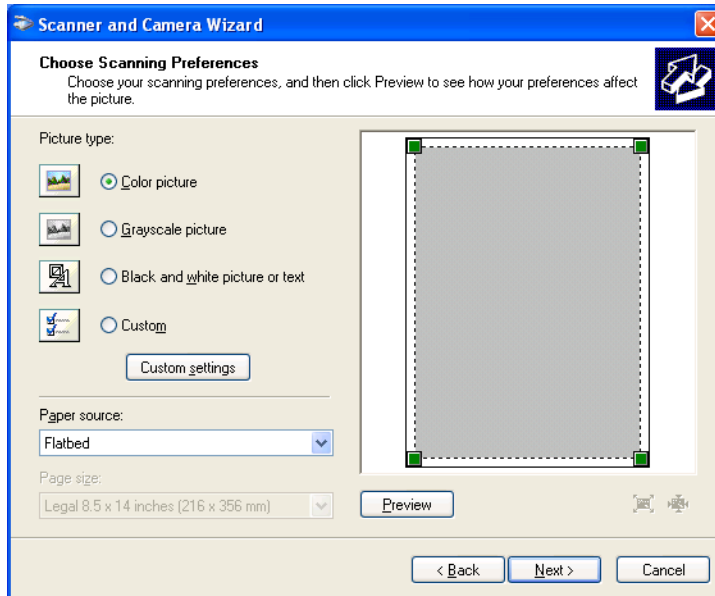 Scanner and Camera Wizard
Choose Scanning Preferences
Choose your scanning preferences, and then click Preview to see how your preferences affect
the picture.
Picture type:
Color picture
Grayscale picture
Black and white picture or text
Custom
Custom settings
Paper source:
Flatbed
Page size:
Legal 8.5 x 14 inches (216 x 356 mm)
Preview
< Back
Next >
Cancel